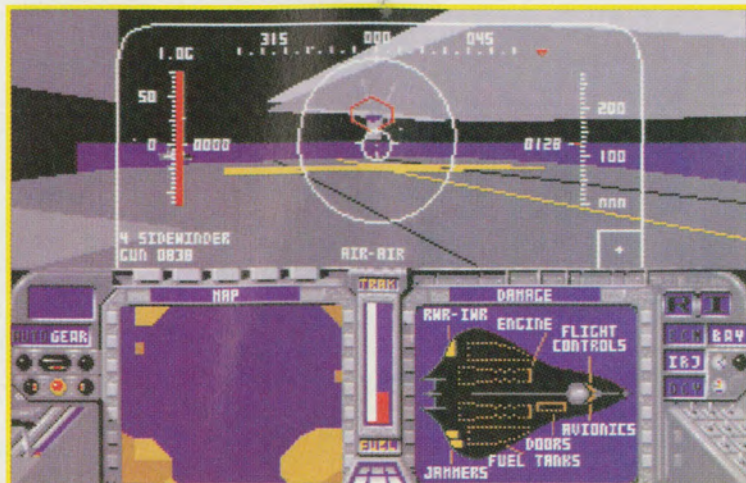 315 000 045
1.0G
50
200
0 0000
0128
100
000
4 SIDEWINDER
GUN 0838
AIR-AIR
TRAK
MAP
DAMAGE
RWR-IWR
ENGINE
FLIGHT
CONTROLS
AUTO GEAR
BAY
IRJ
AVIONICS
DOORS
FUEL TANKS
JAMMERS